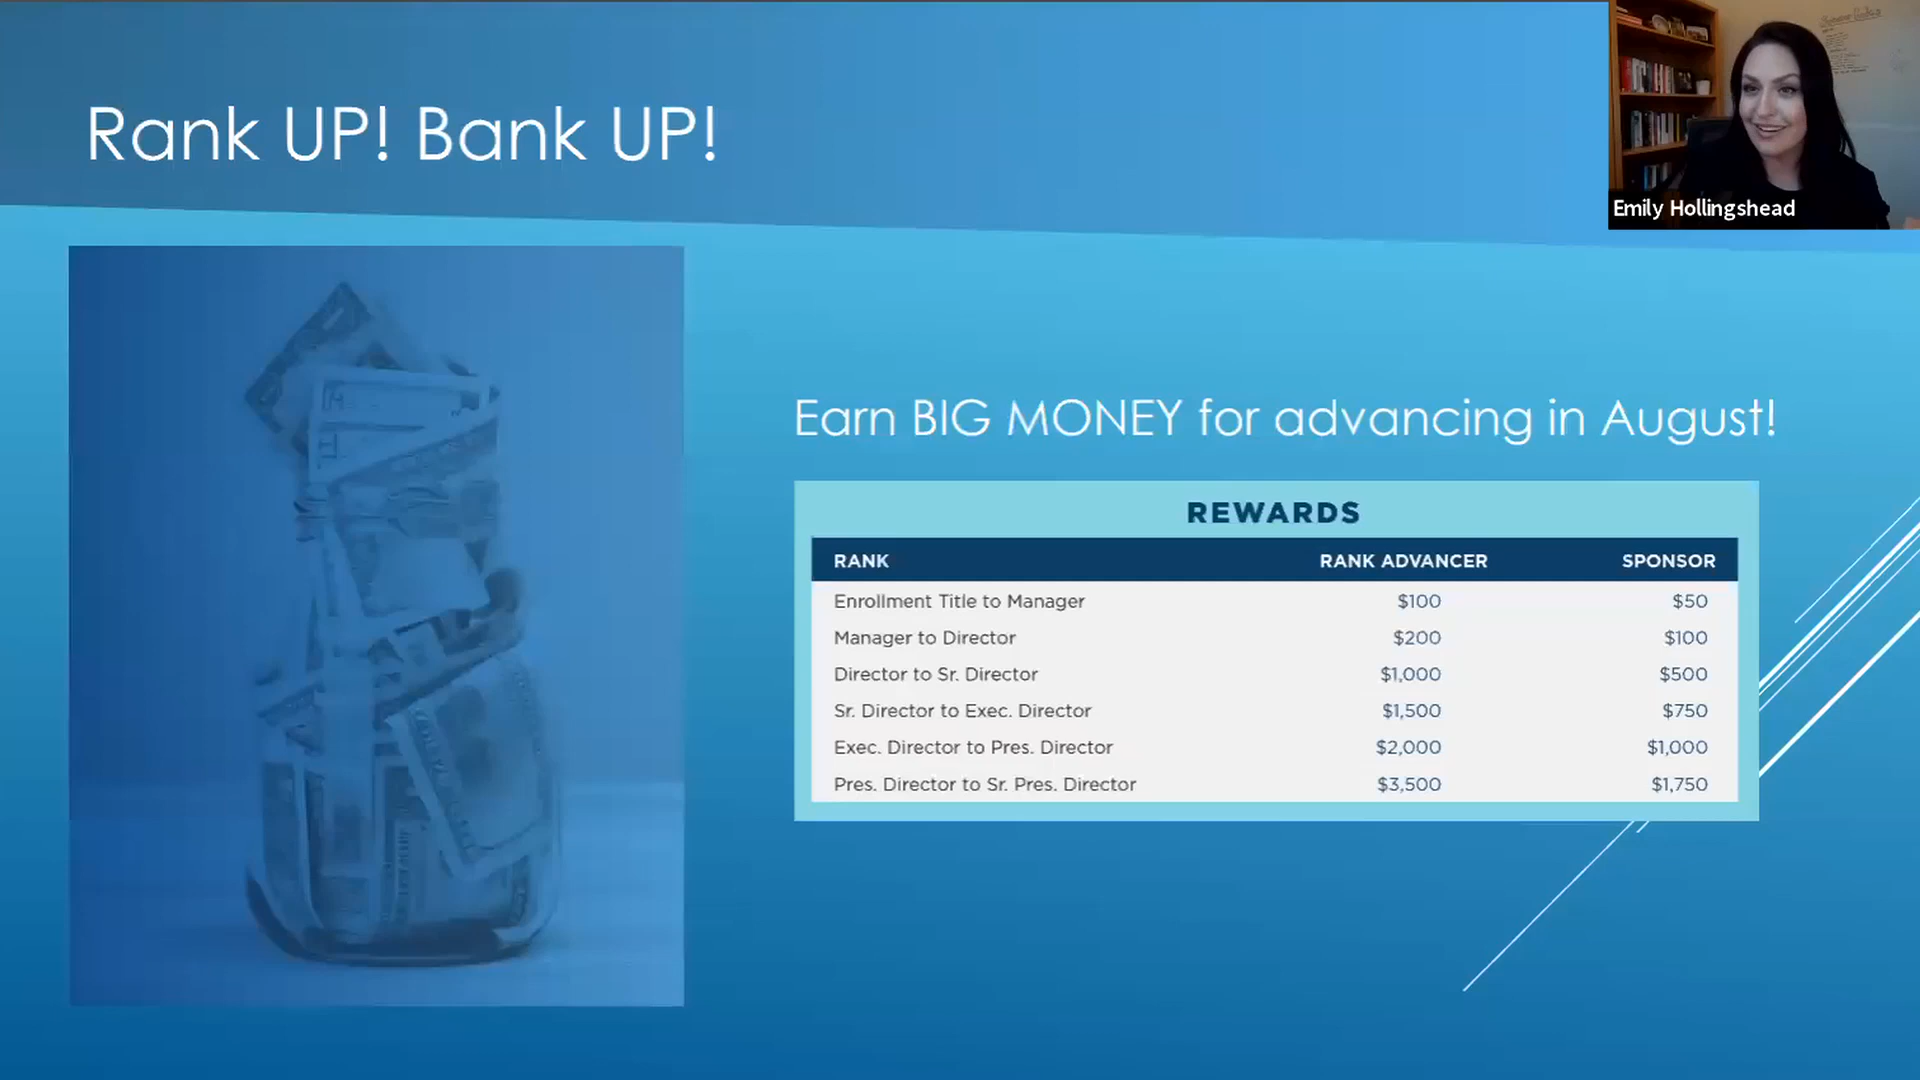 Rank UP! Bank UP!
Emily Hollingshead
Earn BIG MONEY for advancing in August!
REWARDS
RANK RANK ADVANCER SPONSOR
Enrollment Title to Manager $100 $50
Manager to Director $200 $100
Director to Sr. Director $1,000 $500
Sr. Director to Exec. Director $1,500 $750
Exec. Director to Pres. Director $2,000 $1,000
Pres. Director to Sr. Pres. Director $3,500 $1,750